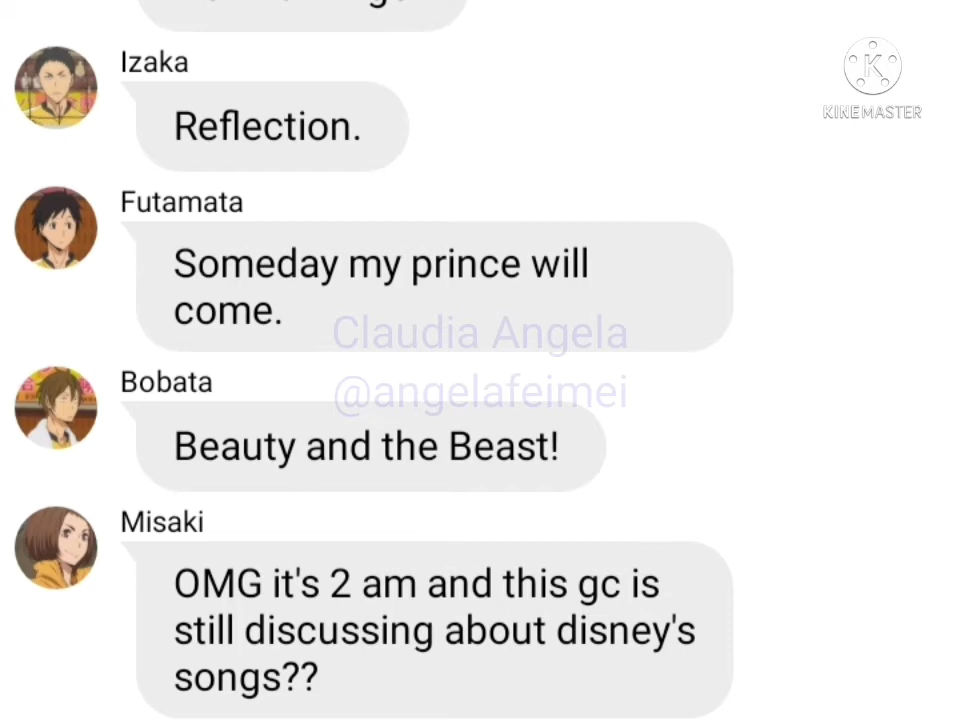 Izaka
KINEMASTER
Reflection.
Futamata
Someday my prince will
come.
Claudia Angela
@angelafeimei
Bobata
Beauty and the Beast!
Misaki
OMG it's 2 am and this gc is
still discussing about disney's
songs??